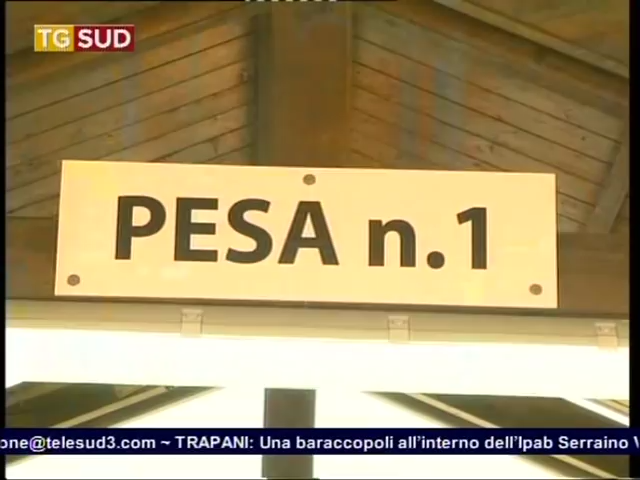 TG SUD
PESA n.1
one@telesud3.com ~ TRAPANI: Una baraccopoli all'interno dell'Ipab Serraino V